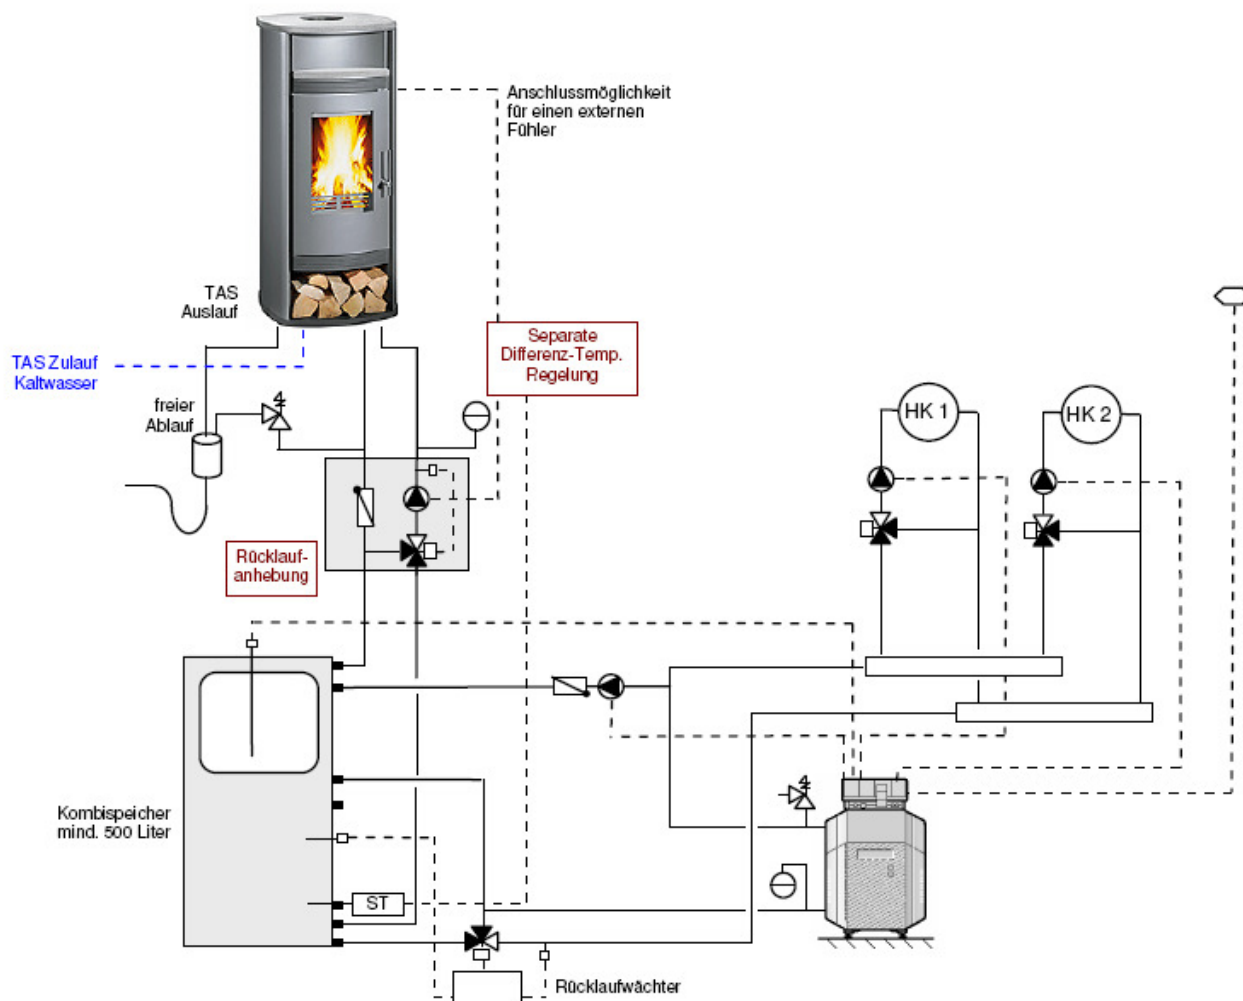 Anschlussmöglichkeit
für einen externen
Fühler
TAS
Auslauf
TAS Zulauf
Kaltwasser
freier
Ablauf
Separate
Differenz-Temp.
Regelung
HK 1
HK 2
Rücklauf-
anhebung
Kombispeicher
mind. 500 Liter
ST
Rücklaufwächter